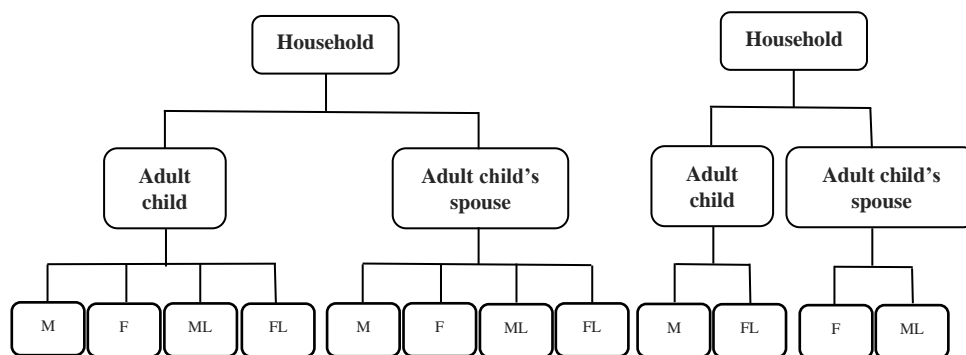 Household
Adult
child
Adult child's
spouse
M
F
ML
FL
M
F
ML
FL
Household
Adult
child
Adult child's
spouse
M
FL
F
ML